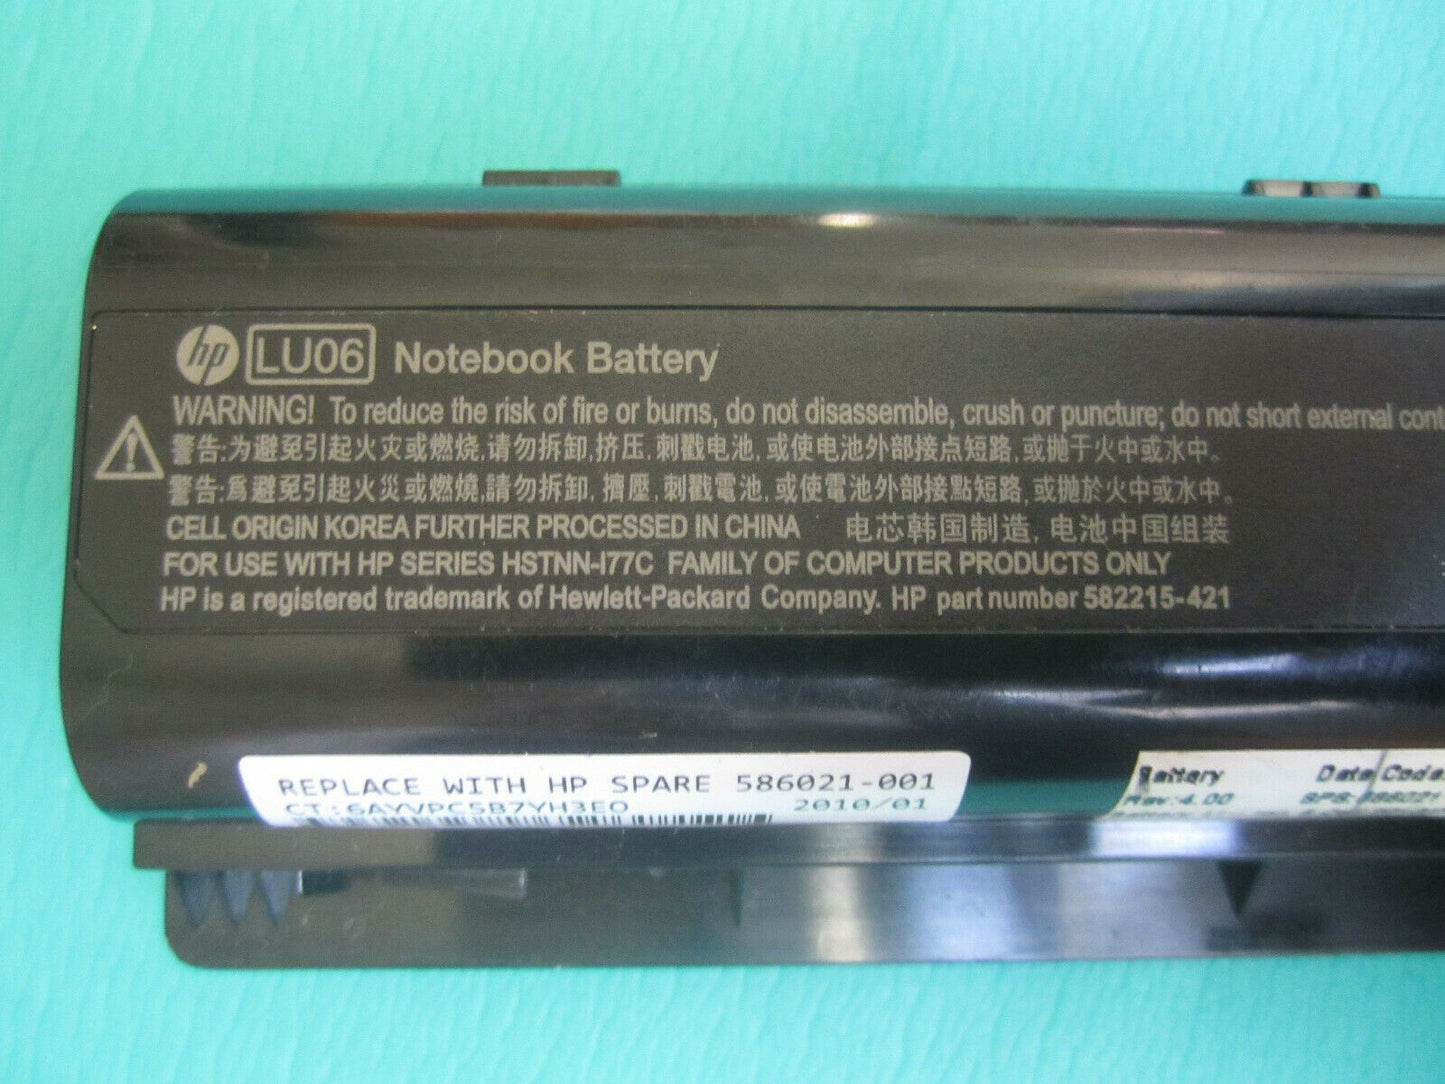 hp LU06 Notebook Battery
WARNING! To reduce the risk of fire or burns, do not disassemble, crush or puncture; do not short external cont
警告:为避免引起火灾或燃烧,请勿拆卸,挤压,刺戳电池,或使电池外部接点短路,或抛于火中或水中。
警告:爲避免引起火災或燃燒,請勿拆卸,擠壓,刺戳電池,或使電池外部接點短路,或拋於火中或水中。
CELL ORIGIN KOREA FURTHER PROCESSED IN CHINA 电芯韩国制造,电池中国组装
FOR USE WITH HP SERIES HSTNN-I77C FAMILY OF COMPUTER PRODUCTS ONLY
HP is a registered trademark of Hewlett-Packard Company. HP part number 582215-421
REPLACE WITH HP SPARE 586021-001
CT:6AYVPC5B7YH3EO 2010/01
Battery Date Code
Rev:4.00 SPS:586021